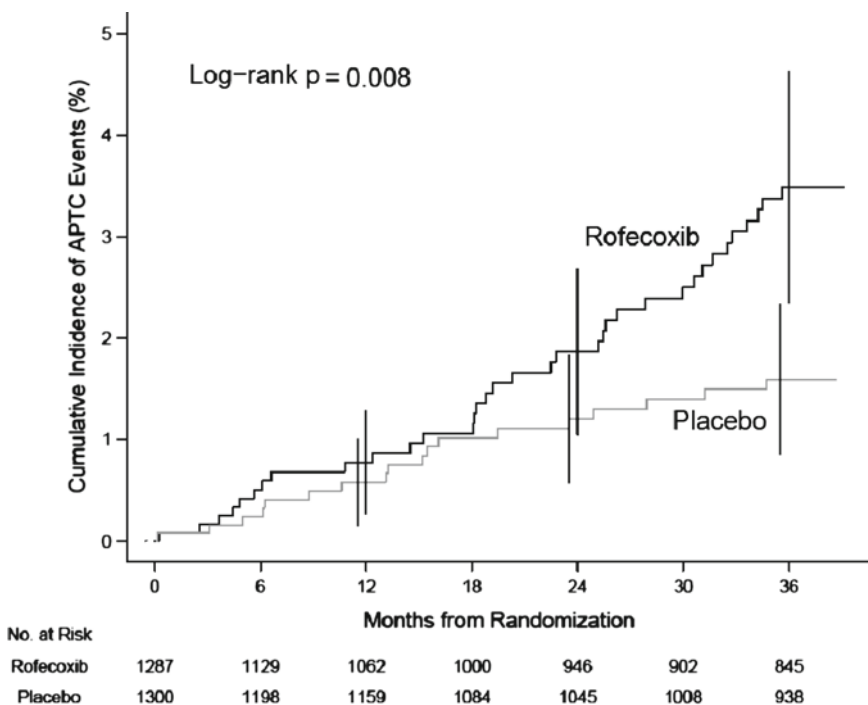 Cumulative Indidence of APTC Events (%)
5
4
3
2
1
0
Log-rank p = 0.008
Rofecoxib
Placebo
0 6 12 18 24 30 36
Months from Randomization
No. at Risk
Rofecoxib 1287 1129 1062 1000 946 902 845
Placebo 1300 1198 1159 1084 1045 1008 938